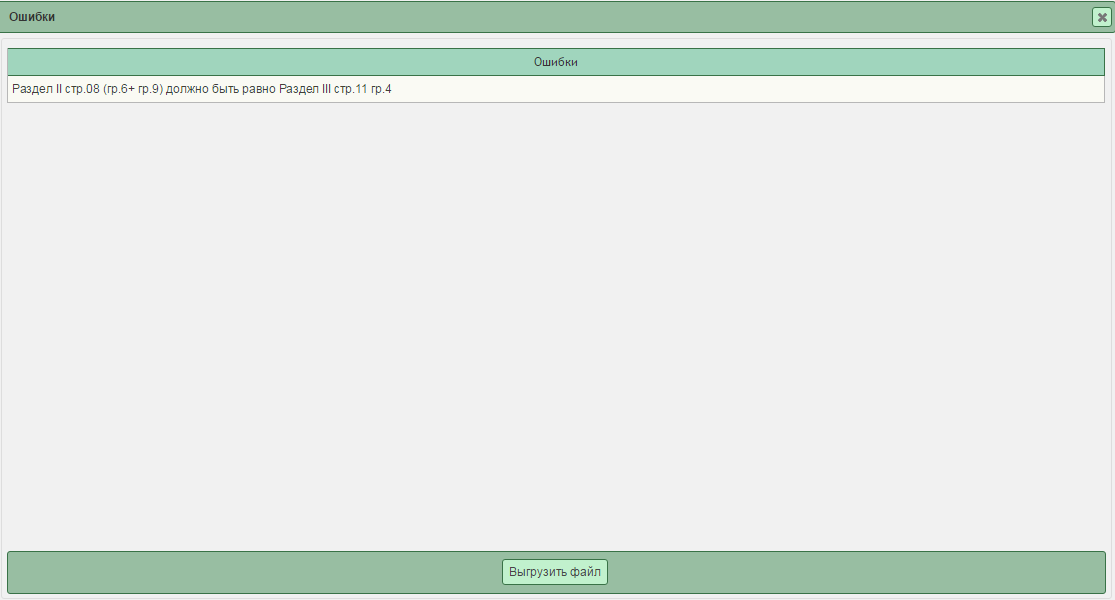 Ошибки
Ошибки
Раздел II стр.08 (гр.6+ гр.9) должно быть равно Раздел III стр.11 гр.4
Выгрузить файл